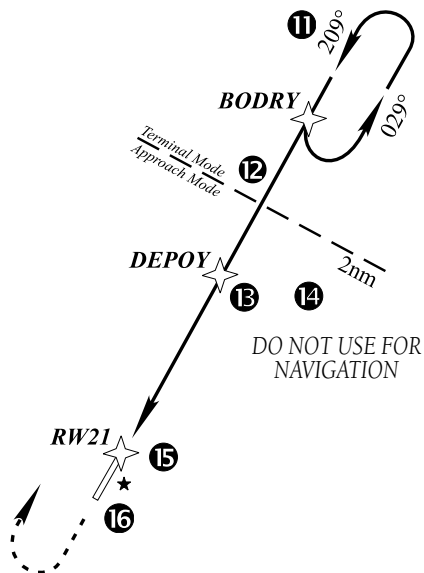 11
209°
BODRY
029°
Terminal Mode
Approach Mode
12
2nm
DEPOY
13
14
DO NOT USE FOR
NAVIGATION
RW21
15
16